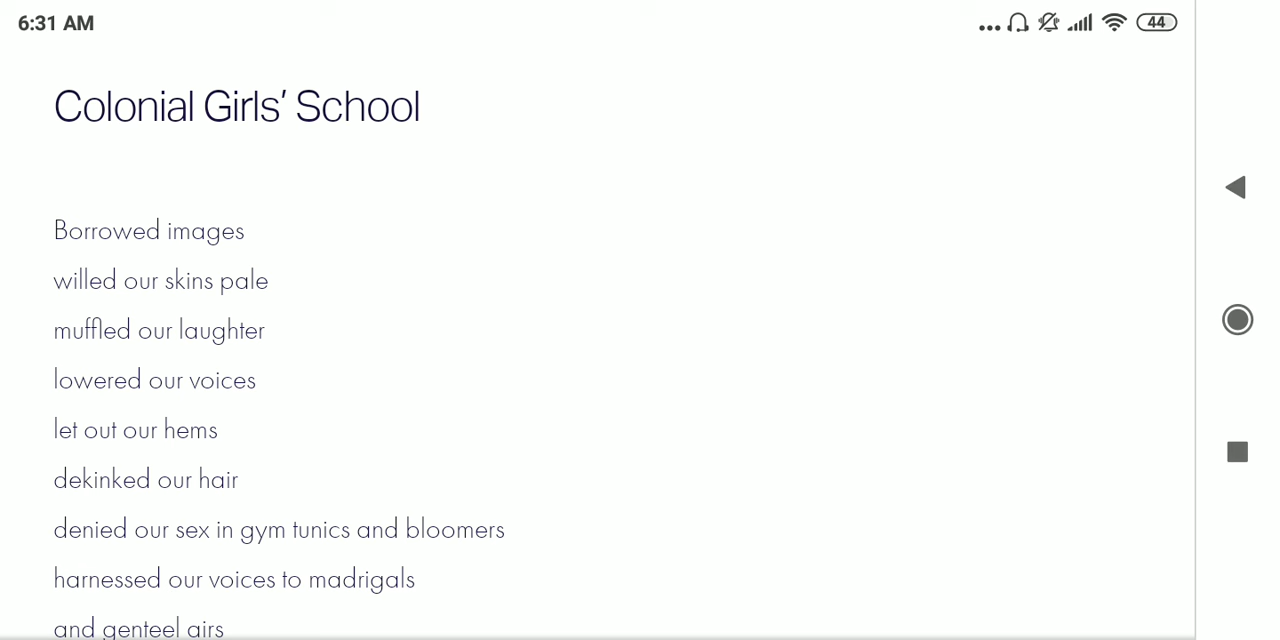 6:31 AM
44
Colonial Girls’ School
Borrowed images
willed our skins pale
muffled our laughter
lowered our voices
let out our hems
dekinked our hair
denied our sex in gym tunics and bloomers
harnessed our voices to madrigals
and genteel airs